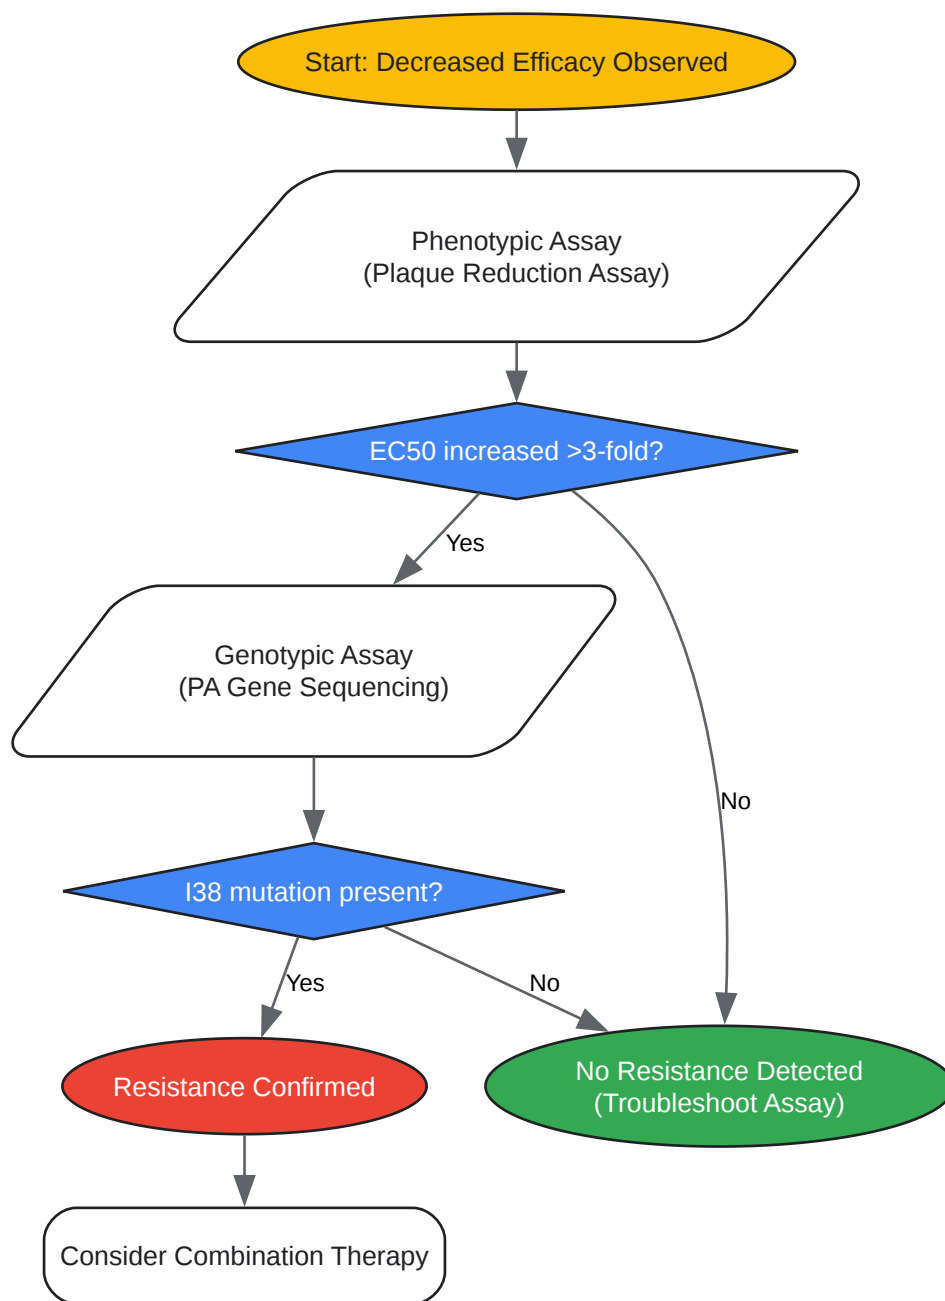 Start: Decreased Efficacy Observed
Phenotypic Assay
(Plaque Reduction Assay)
EC50 increased >3-fold?
Yes
Genotypic Assay
(PA Gene Sequencing)
No
I38 mutation present?
Yes
No
Resistance Confirmed
No Resistance Detected
(Troubleshoot Assay)
Consider Combination Therapy